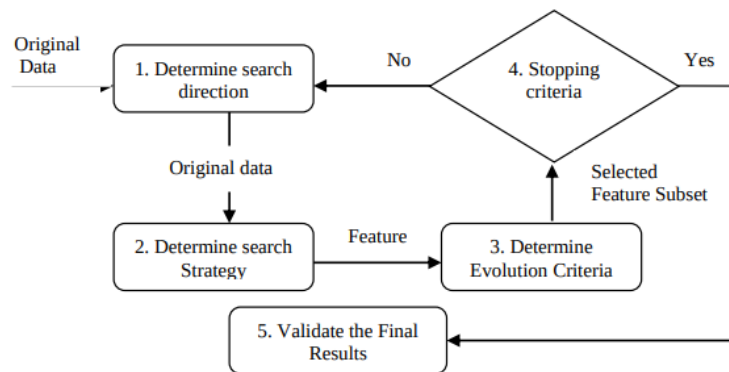 Original
Data
1. Determine search
direction
No
4. Stopping
criteria
Yes
Original data
Selected
Feature Subset
2. Determine search
Strategy
Feature
3. Determine
Evolution Criteria
5. Validate the Final
Results